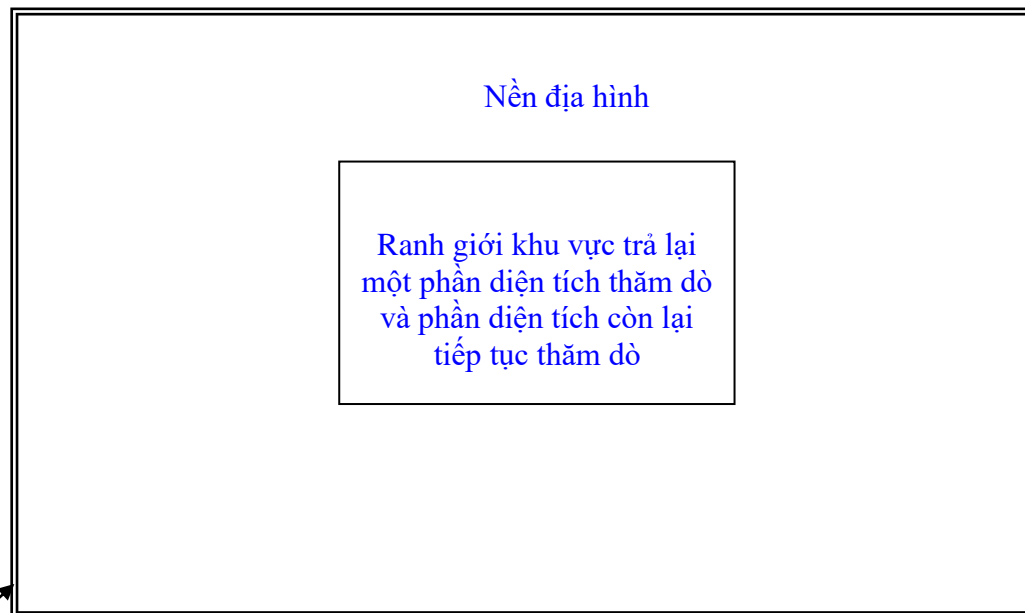 Nền địa hình
Ranh giới khu vực trả lại
một phần diện tích thăm dò
và phần diện tích còn lại
tiếp tục thăm dò